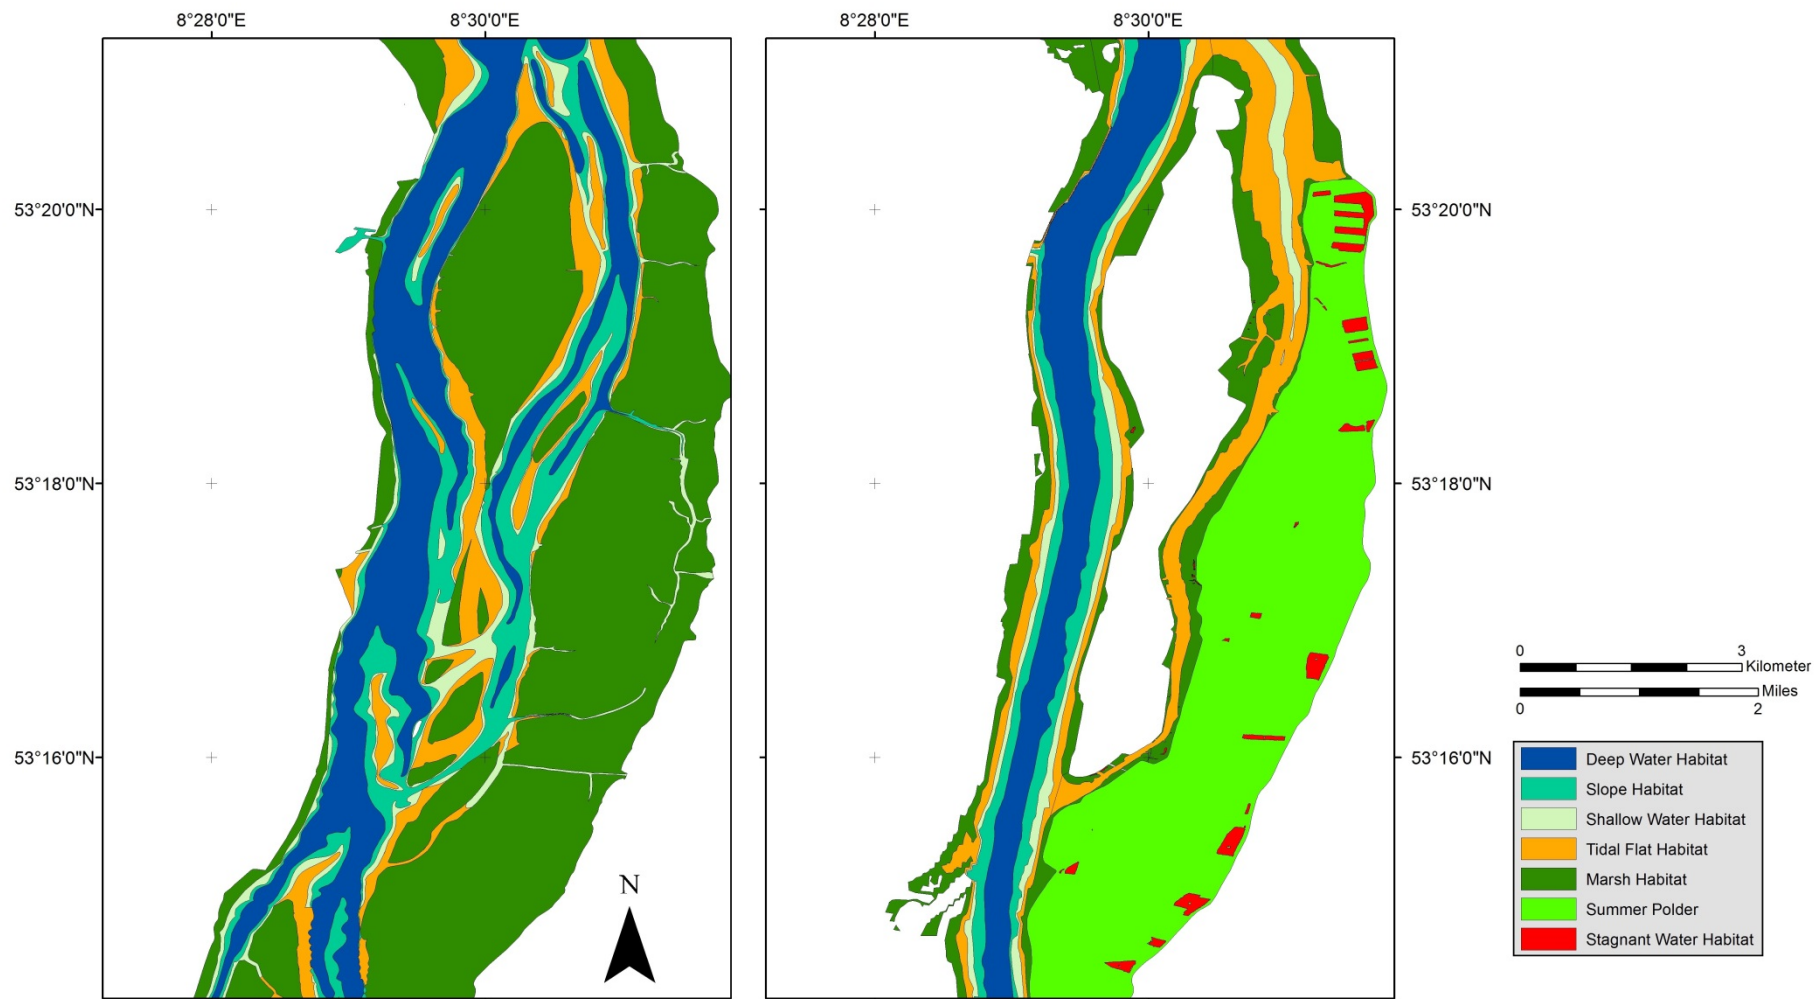 8°28'0"E 8°30'0"E 8°28'0"E 8°30'0"E
53°20'0"N 53°20'0"N
53°18'0"N 53°18'0"N
0 3
Kilometer
Miles
0 2
53°16'0"N 53°16'0"N
Deep Water Habitat
Slope Habitat
Shallow Water Habitat
Tidal Flat Habitat
Marsh Habitat
Summer Polder
Stagnant Water Habitat
N